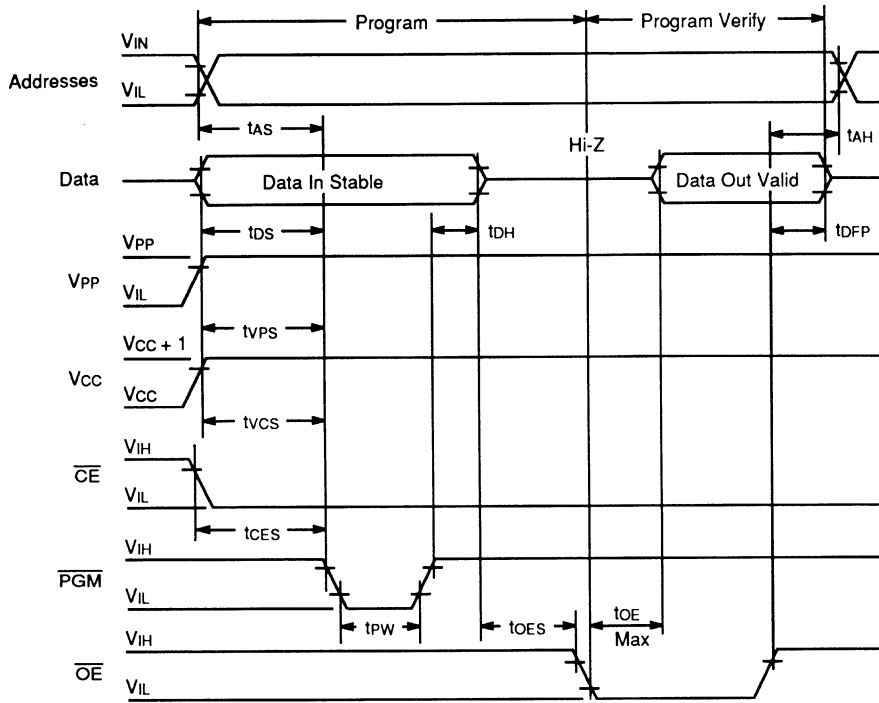 Program
Program Verify
VIN
Addresses
VIL
tAS
tAH
Hi-Z
Data
Data In Stable
Data Out Valid
tDS
tDH
tDFP
VPP
VPP
VIL
tVPS
VCC + 1
VCC
VCC
tVCS
VIH
CE
VIL
tCES
VIH
PGM
VIL
tPW
tOES
tOE
Max
VIH
OE
VIL